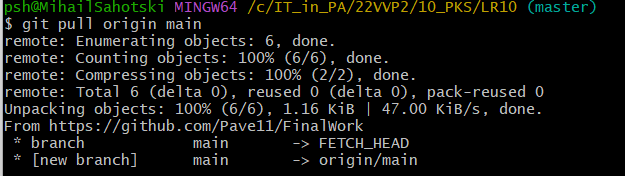 psh@MihailSahotski MINGW64 /c/IT_in_PA/22VVP2/10_PKS/LR10 (master)
$ git pull origin main
remote: Enumerating objects: 6, done.
remote: Counting objects: 100% (6/6), done.
remote: Compressing objects: 100% (2/2), done.
remote: Total 6 (delta 0), reused 0 (delta 0), pack-reused 0
Unpacking objects: 100% (6/6), 1.16 KiB | 47.00 KiB/s, done.
From https://github.com/Pave11/FinalWork
 * branch            main       -> FETCH_HEAD
 * [new branch]      main       -> origin/main